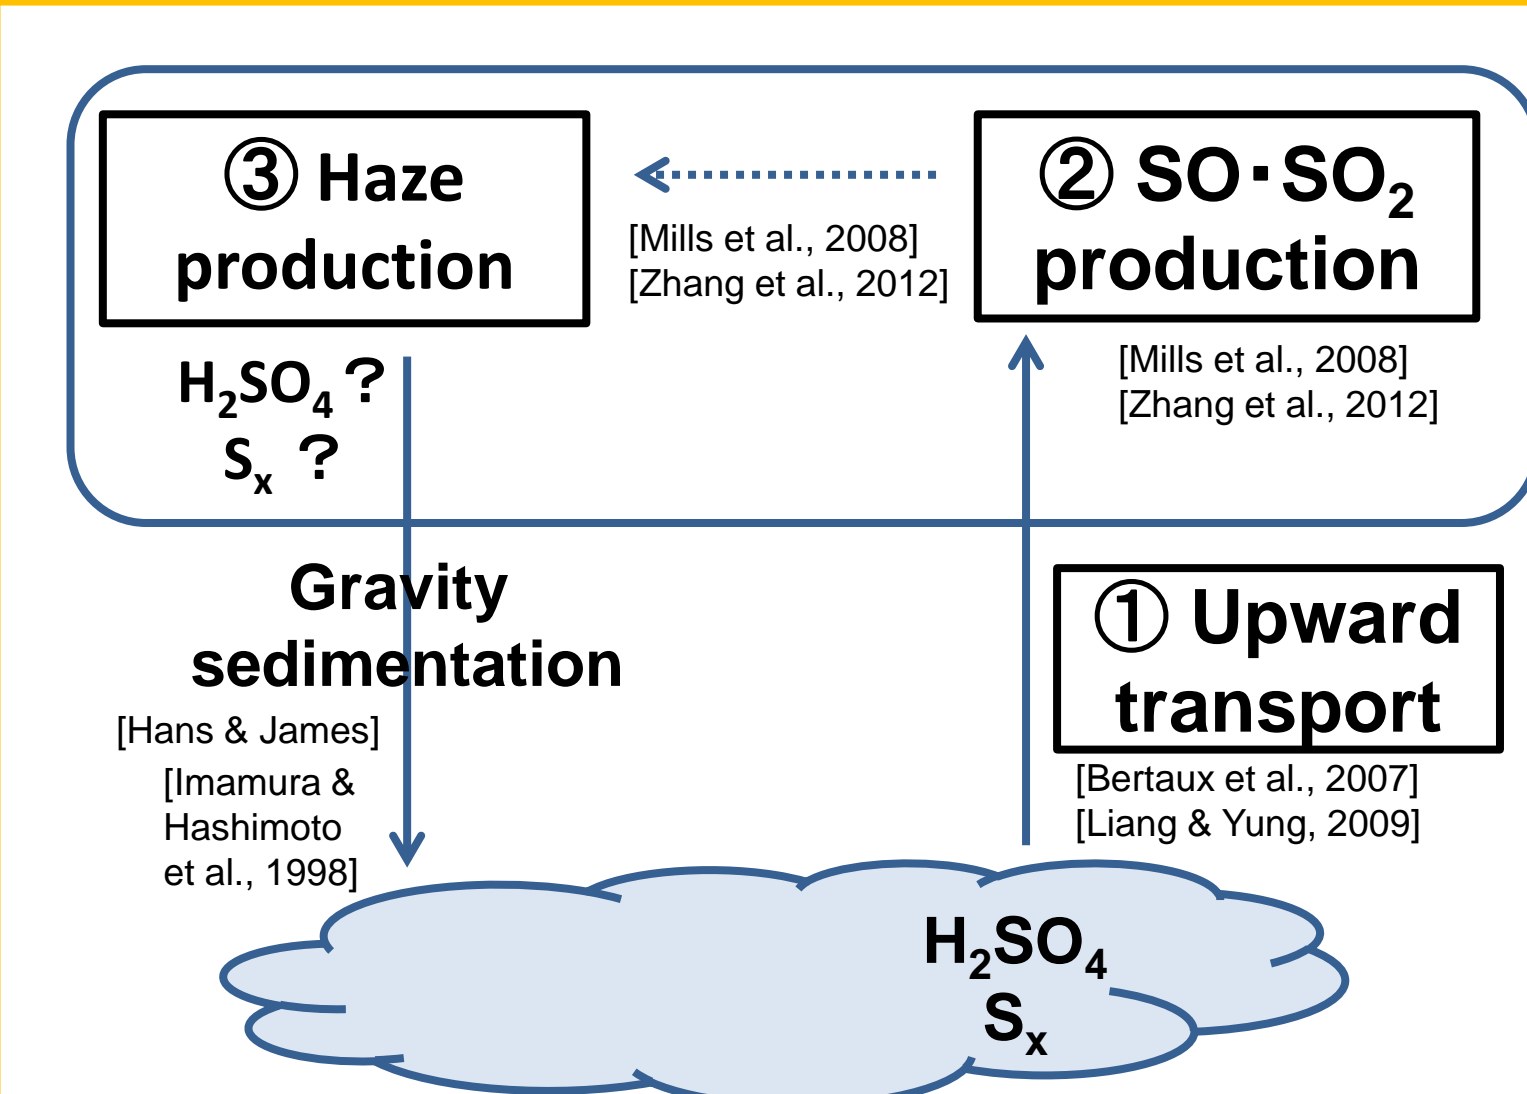 ③ Haze
production
H₂SO₄ ?
Sₓ ?
[Mills et al., 2008]
[Zhang et al., 2012]
② SO・SO₂
production
[Mills et al., 2008]
[Zhang et al., 2012]
Gravity
sedimentation
[Hans & James]
[Imamura &
Hashimoto
et al., 1998]
① Upward
transport
[Bertaux et al., 2007]
[Liang & Yung, 2009]
H₂SO₄
Sₓ